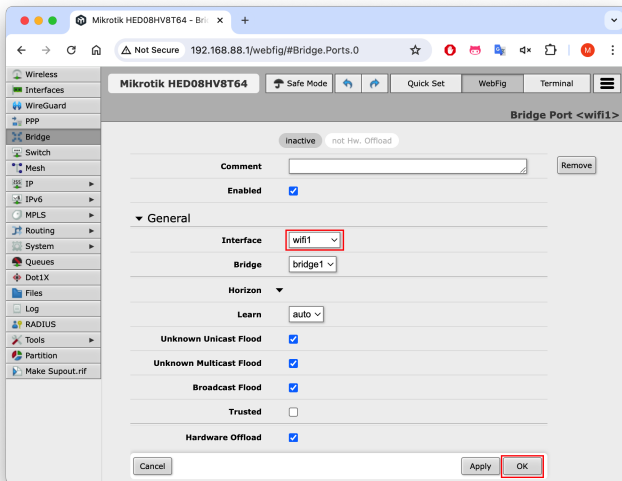 Mikrotik HED08HV8T64 - Bri
Not Secure 192.168.88.1/webfig/#Bridge.Ports.0
M
Wireless
Interfaces
WireGuard
PPP
Bridge
Switch
Mesh
IP
IPv6
MPLS
Routing
System
Queues
Dot1X
Files
Log
RADIUS
Tools
Partition
Make Supout.rif
Mikrotik HED08HV8T64 Safe Mode Quick Set WebFig Terminal
Bridge Port <wifi1>
inactive not Hw. Offload
Comment Remove
Enabled
General
Interface wifi1
Bridge bridge1
Horizon
Learn auto
Unknown Unicast Flood
Unknown Multicast Flood
Broadcast Flood
Trusted
Hardware Offload
Cancel Apply OK